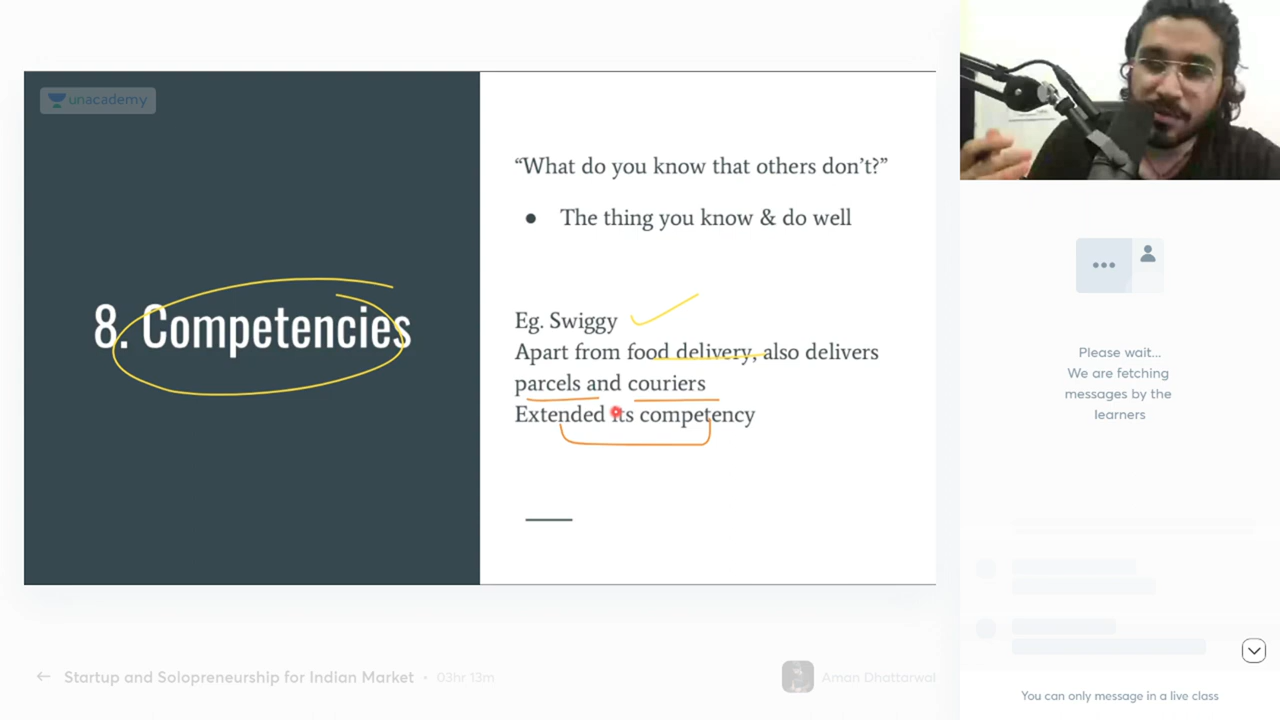 unacademy
8. Competencies
“What do you know that others don’t?”
● The thing you know & do well
Eg. Swiggy
Apart from food delivery, also delivers
parcels and couriers
Extended its competency
Please wait...
We are fetching
messages by the
learners
← Startup and Solopreneurship for Indian Market • 03hr 13m
Aman Dhattarwal
You can only message in a live class